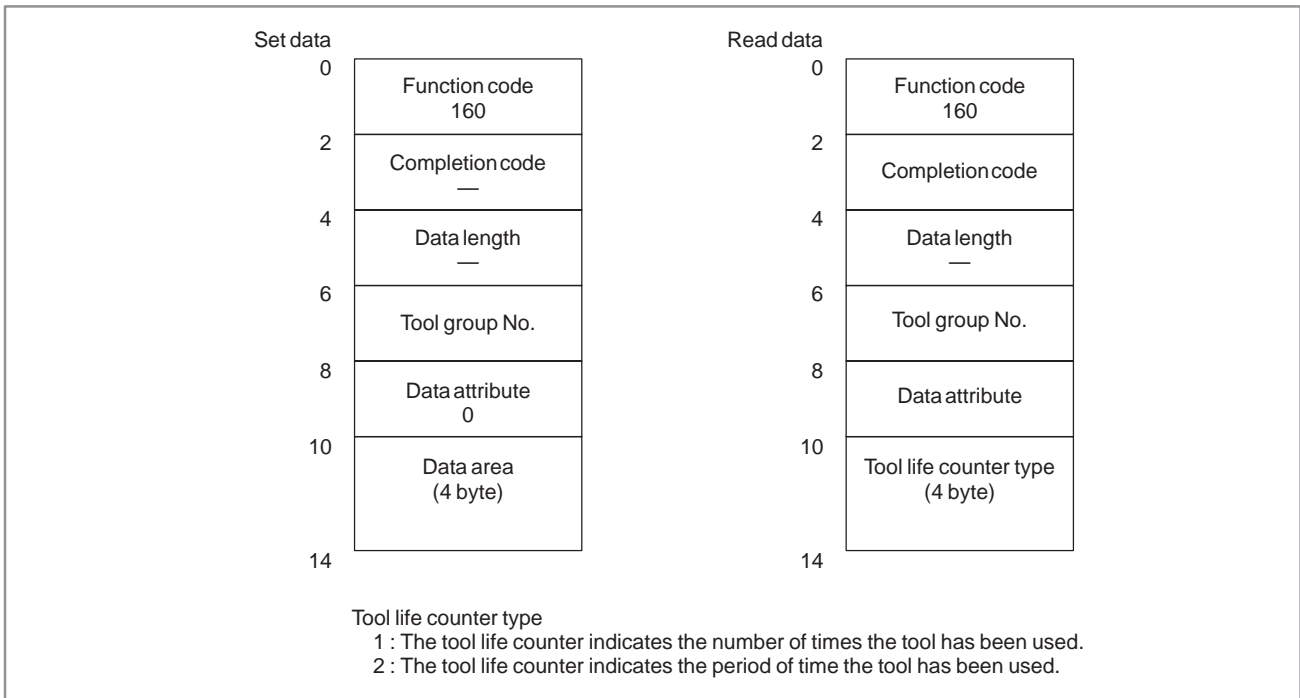 Set data
0
Function code
160
2
Completion code
—
4
Data length
—
6
Tool group No.
8
Data attribute
0
10
Data area
(4 byte)
14
Read data
0
Function code
160
2
Completion code
4
Data length
—
6
Tool group No.
8
Data attribute
10
Tool life counter type
(4 byte)
14
Tool life counter type
1 : The tool life counter indicates the number of times the tool has been used.
2 : The tool life counter indicates the period of time the tool has been used.